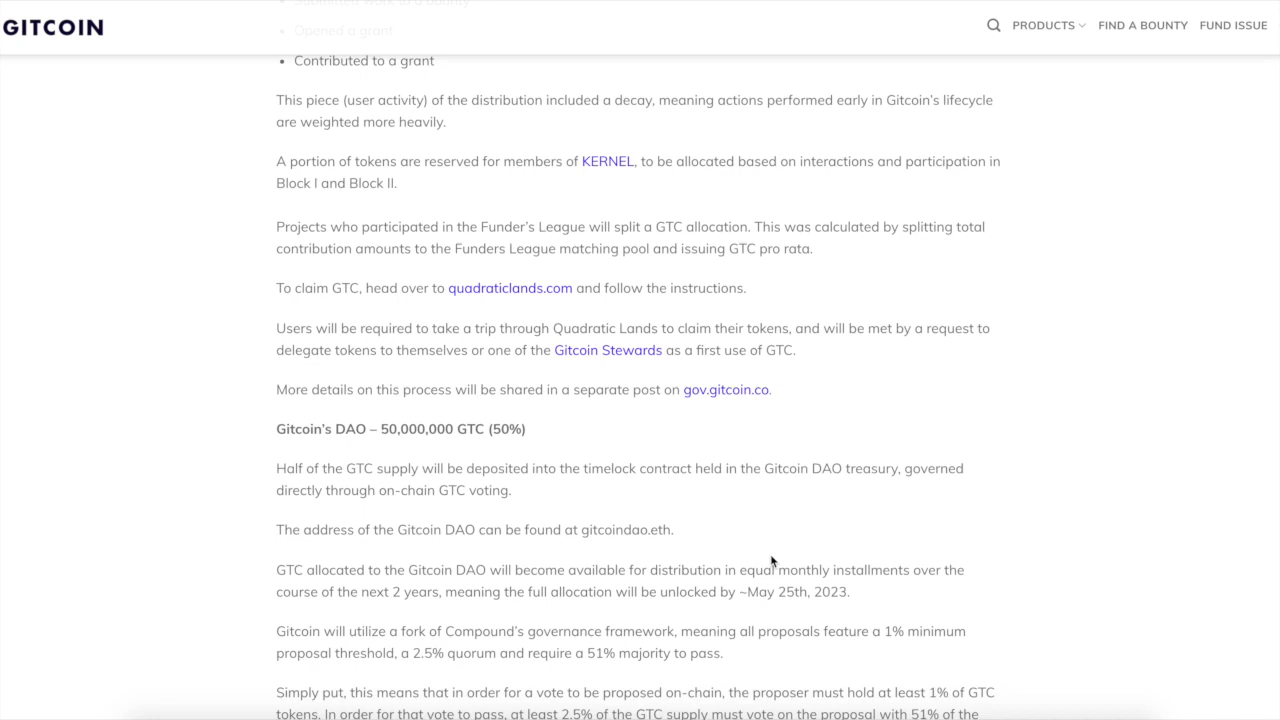 Submitted work to a bounty
GITCOIN
PRODUCTS
FIND A BOUNTY
FUND ISSUE
Opened a grant
Contributed to a grant
This piece (user activity) of the distribution included a decay, meaning actions performed early in Gitcoin's lifecycle
are weighted more heavily.
A portion of tokens are reserved for members of KERNEL, to be allocated based on interactions and participation in
Block I and Block II.
Projects who participated in the Funder's League will split a GTC allocation. This was calculated by splitting total
contribution amounts to the Funders League matching pool and issuing GTC pro rata.
To claim GTC, head over to quadraticlands.com and follow the instructions.
Users will be required to take a trip through Quadratic Lands to claim their tokens, and will be met by a request to
delegate tokens to themselves or one of the Gitcoin Stewards as a first use of GTC.
More details on this process will be shared in a separate post on gov.gitcoin.co.
Gitcoin's DAO – 50,000,000 GTC (50%)
Half of the GTC supply will be deposited into the timelock contract held in the Gitcoin DAO treasury, governed
directly through on-chain GTC voting.
The address of the Gitcoin DAO can be found at gitcoindao.eth.
GTC allocated to the Gitcoin DAO will become available for distribution in equal monthly installments over the
course of the next 2 years, meaning the full allocation will be unlocked by ~May 25th, 2023.
Gitcoin will utilize a fork of Compound's governance framework, meaning all proposals feature a 1% minimum
proposal threshold, a 2.5% quorum and require a 51% majority to pass.
Simply put, this means that in order for a vote to be proposed on-chain, the proposer must hold at least 1% of GTC
tokens. In order for that vote to pass, at least 2.5% of the GTC supply must vote on the proposal with 51% of the